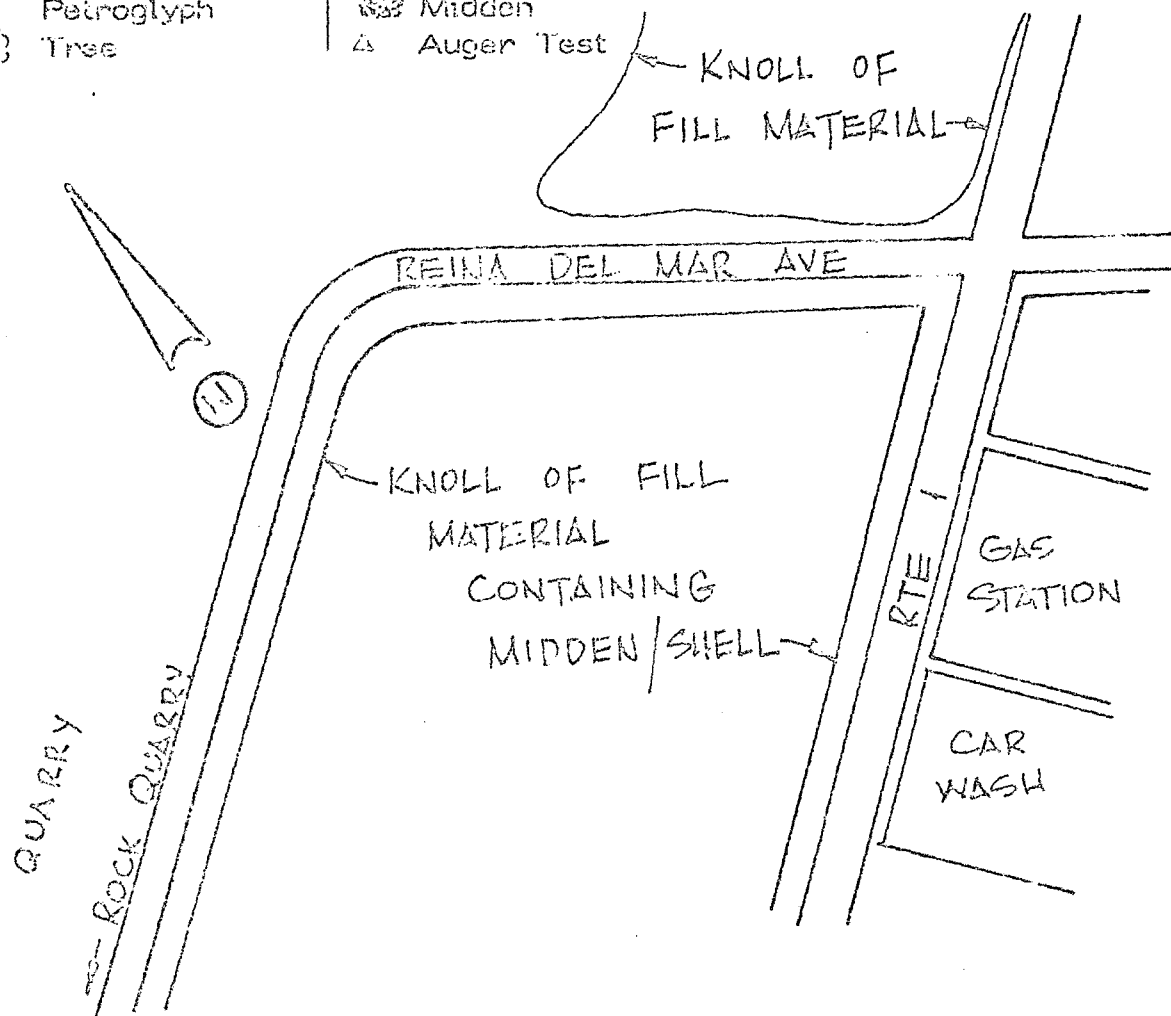 Petroglyph
Tree
Midden
△ Auger Test
KNOLL OF
FILL MATERIAL
REINA DEL MAR AVE
KNOLL OF FILL
MATERIAL
CONTAINING
MIDDEN/SHELL
RTE 1
GAS
STATION
CAR
WASH
QUARRY
ROCK QUARRY